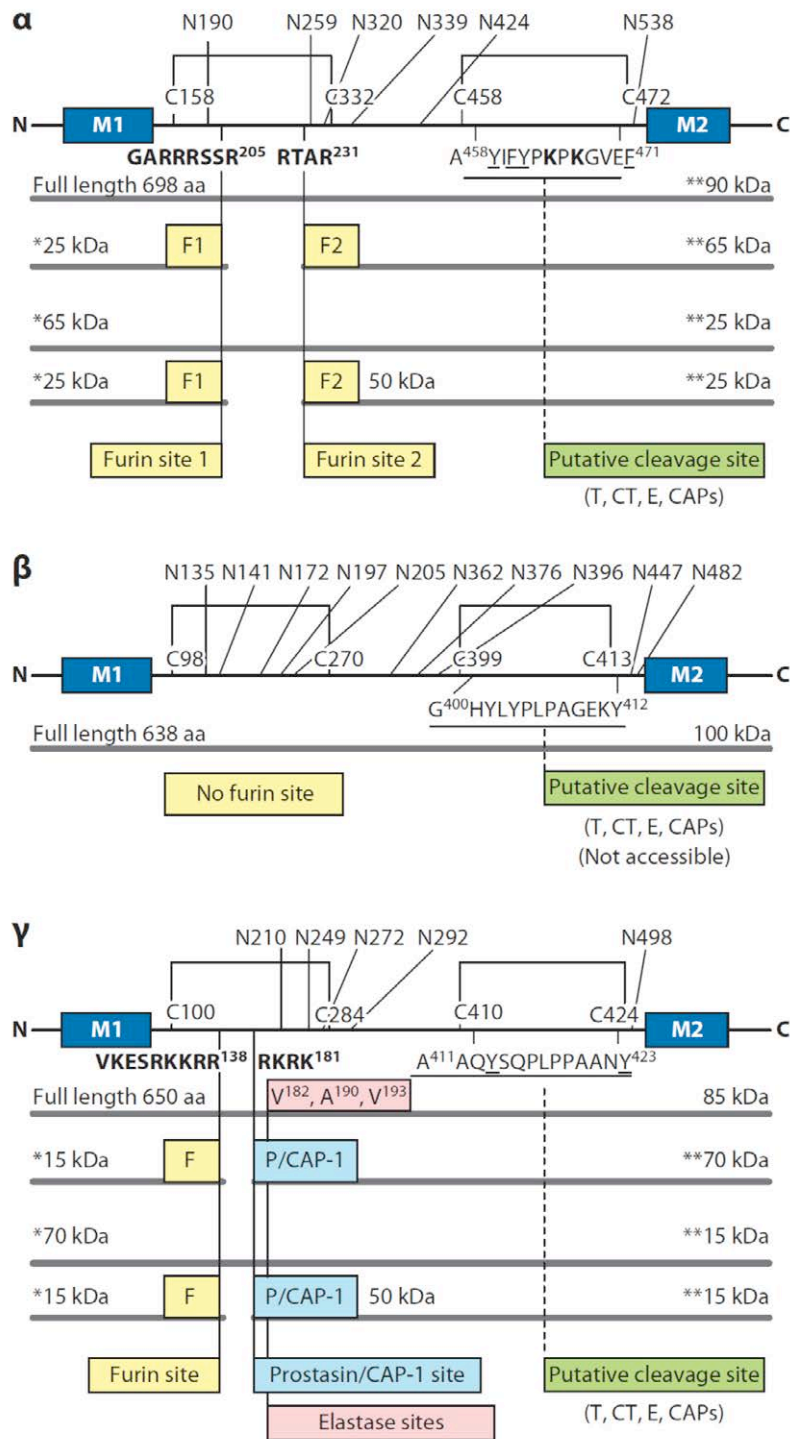 α
N190 N259 N320 N339 N424 N538
C158 C332 C458 C472
N M1 M2 C
GARRRSSR²⁰⁵ RTAR²³¹ A⁴⁵⁸YIFYPKPKGVEF⁴⁷¹
Full length 698 aa **90 kDa
*25 kDa F1 F2 **65 kDa
*65 kDa **25 kDa
*25 kDa F1 F2 50 kDa **25 kDa
Furin site 1 Furin site 2 Putative cleavage site
(T, CT, E, CAPs)
β
N135 N141 N172 N197 N205 N362 N376 N396 N447 N482
C98 C270 C399 C413
N M1 M2 C
G⁴⁰⁰HYLYPLPAGEKY⁴¹²
Full length 638 aa 100 kDa
No furin site Putative cleavage site
(T, CT, E, CAPs)
(Not accessible)
γ
N210 N249 N272 N292 N498
C100 C284 C410 C424
N M1 M2 C
VKESRKKRR¹³⁸ RKRK¹⁸¹ A⁴¹¹AQYSQPLPPAANY⁴²³
Full length 650 aa V¹⁸², A¹⁹⁰, V¹⁹³ 85 kDa
*15 kDa F P/CAP-1 **70 kDa
*70 kDa **15 kDa
*15 kDa F P/CAP-1 50 kDa **15 kDa
Furin site Prostasin/CAP-1 site Putative cleavage site
Elastase sites (T, CT, E, CAPs)